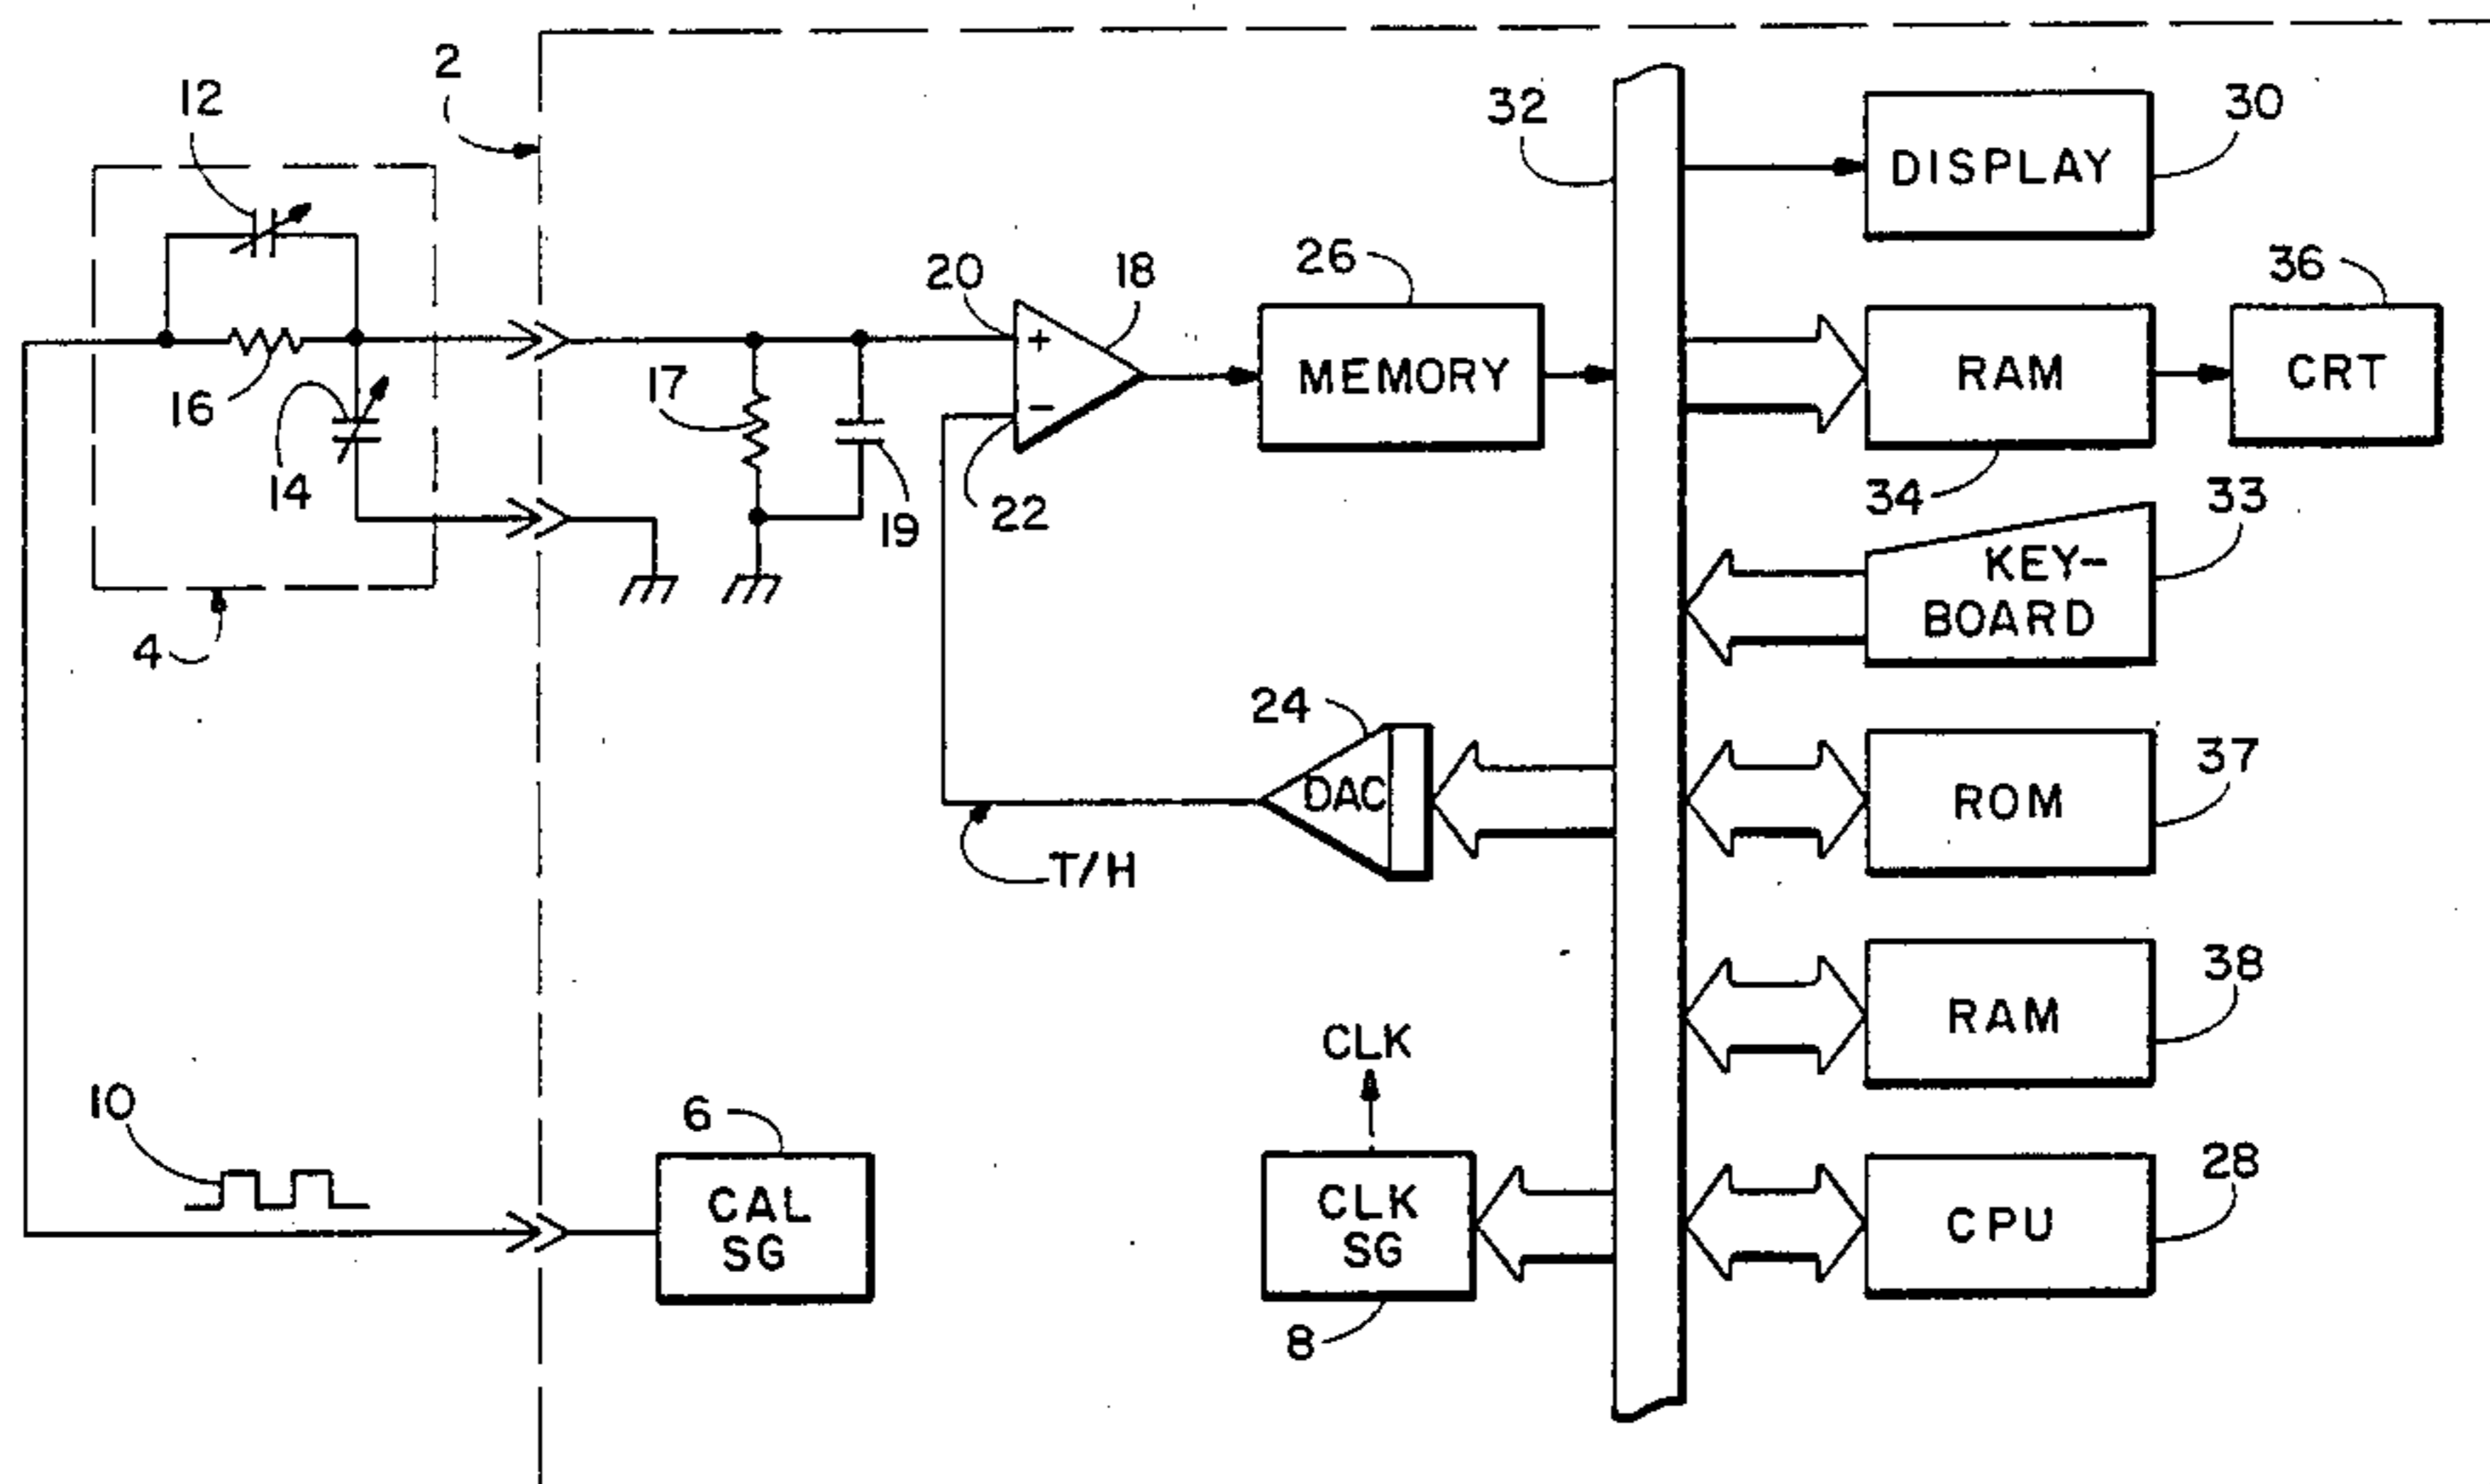 2
12
32
DISPLAY
30
20
18
26
36
+
MEMORY
RAM
CRT
16
17
−
14
22
19
34
33
KEY-
BOARD
4
24
DAC
ROM
37
T/H
RAM
38
CLK
10
6
CAL
SG
CLK
SG
CPU
28
8